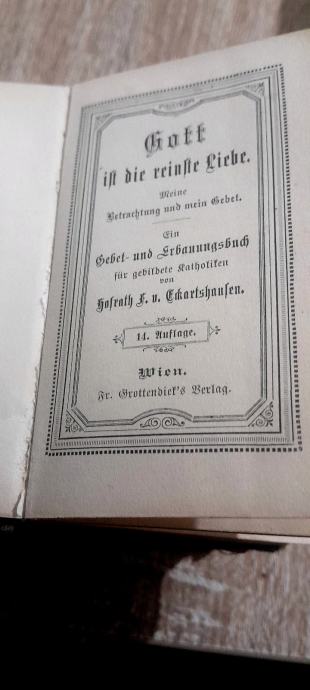 Gott
ist die reinste Liebe.
Meine
Betrachtung und mein Gebet.
Ein
Gebet- und Erbauungsbuch
für gebildete Katholiken
von
Hofrath F. v. Eckartshausen.
14. Auflage.
Wien.
Fr. Grottendieck's Verlag.